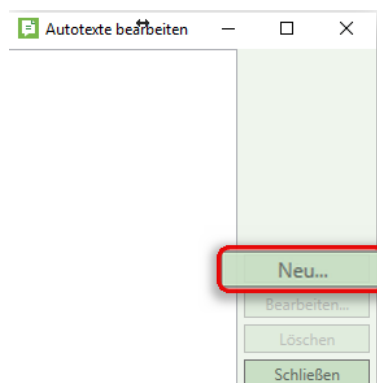 Autotexte bearbeiten
Neu...
Bearbeiten...
Löschen
Schließen